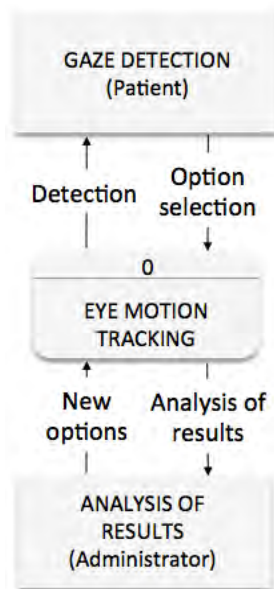 GAZE DETECTION
(Patient)
Detection
Option
selection
0
EYE MOTION
TRACKING
New
options
Analysis of
results
ANALYSIS OF
RESULTS
(Administrator)